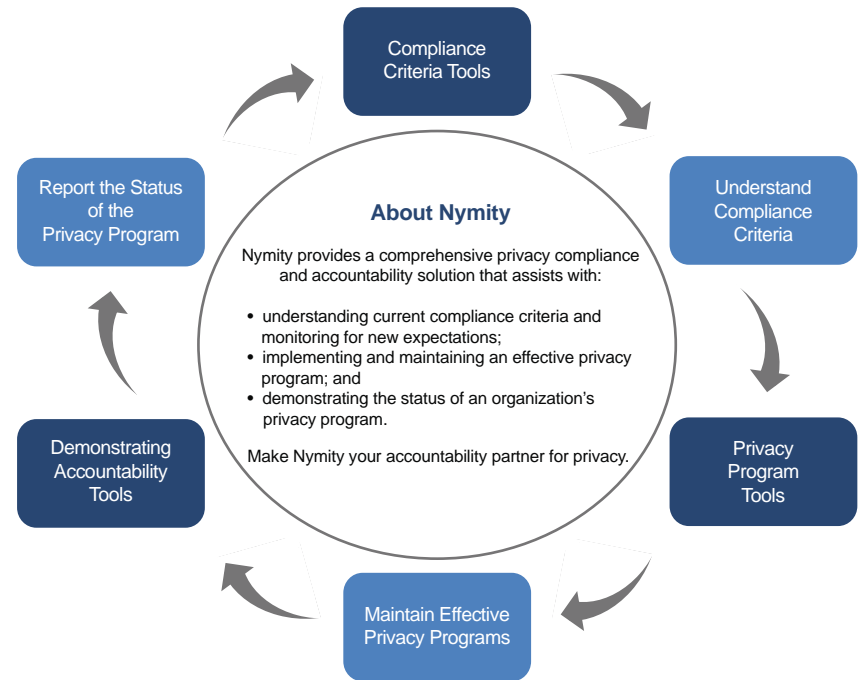 Compliance
Criteria Tools
Report the Status
of the
Privacy Program
Understand
Compliance
Criteria
About Nymity
Nymity provides a comprehensive privacy compliance
and accountability solution that assists with:
• understanding current compliance criteria and
monitoring for new expectations;
• implementing and maintaining an effective privacy
program; and
• demonstrating the status of an organization’s
privacy program.
Make Nymity your accountability partner for privacy.
Demonstrating
Accountability
Tools
Privacy
Program
Tools
Maintain Effective
Privacy Programs